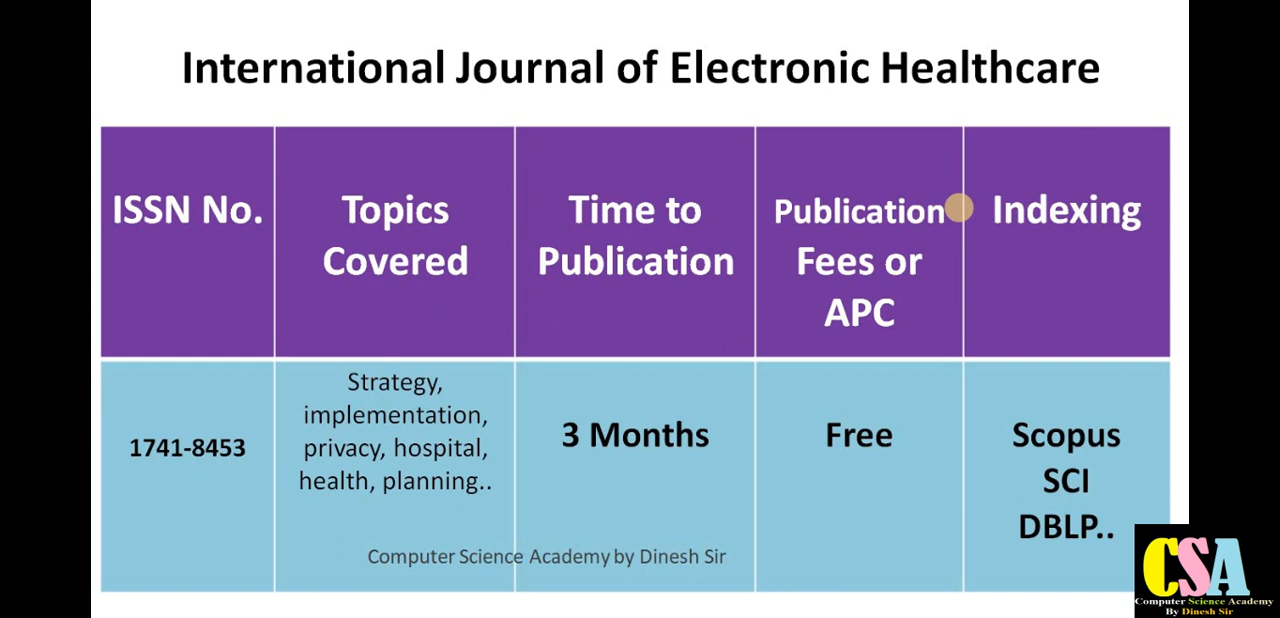 International Journal of Electronic Healthcare
ISSN No.
Topics
Covered
Time to
Publication
Publication
Fees or
APC
Indexing
1741-8453
Strategy,
implementation,
privacy, hospital,
health, planning..
3 Months
Free
Scopus
SCI
DBLP..
Computer Science Academy by Dinesh Sir
CSA
Computer Science Academy
By Dinesh Sir